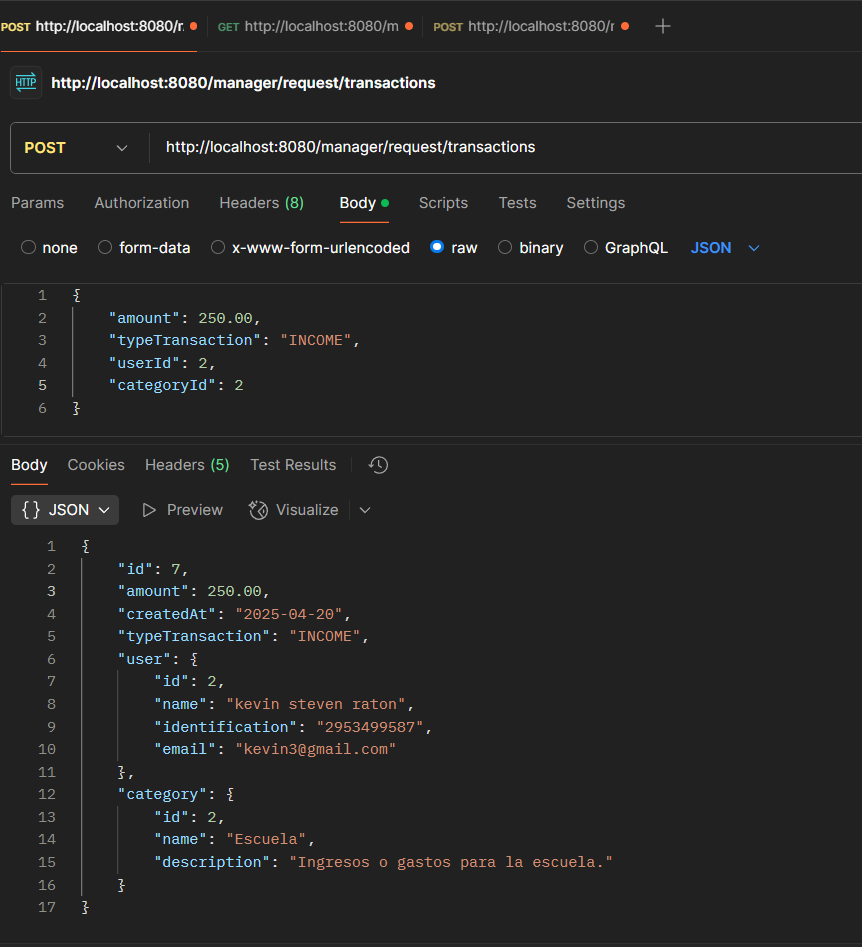 POST http://localhost:8080/r. GET http://localhost:8080/m POST http://localhost:8080/r
HTTP http://localhost:8080/manager/request/transactions
POST http://localhost:8080/manager/request/transactions
Params Authorization Headers (8) Body Scripts Tests Settings
none form-data x-www-form-urlencoded raw binary GraphQL JSON
1 {
2 "amount": 250.00,
3 "typeTransaction": "INCOME",
4 "userId": 2,
5 "categoryId": 2
6 }
Body Cookies Headers (5) Test Results
{} JSON Preview Visualize
1 {
2 "id": 7,
3 "amount": 250.00,
4 "createdAt": "2025-04-20",
5 "typeTransaction": "INCOME",
6 "user": {
7 "id": 2,
8 "name": "kevin steven raton",
9 "identification": "2953499587",
10 "email": "kevin3@gmail.com"
11 },
12 "category": {
13 "id": 2,
14 "name": "Escuela",
15 "description": "Ingresos o gastos para la escuela."
16 }
17 }